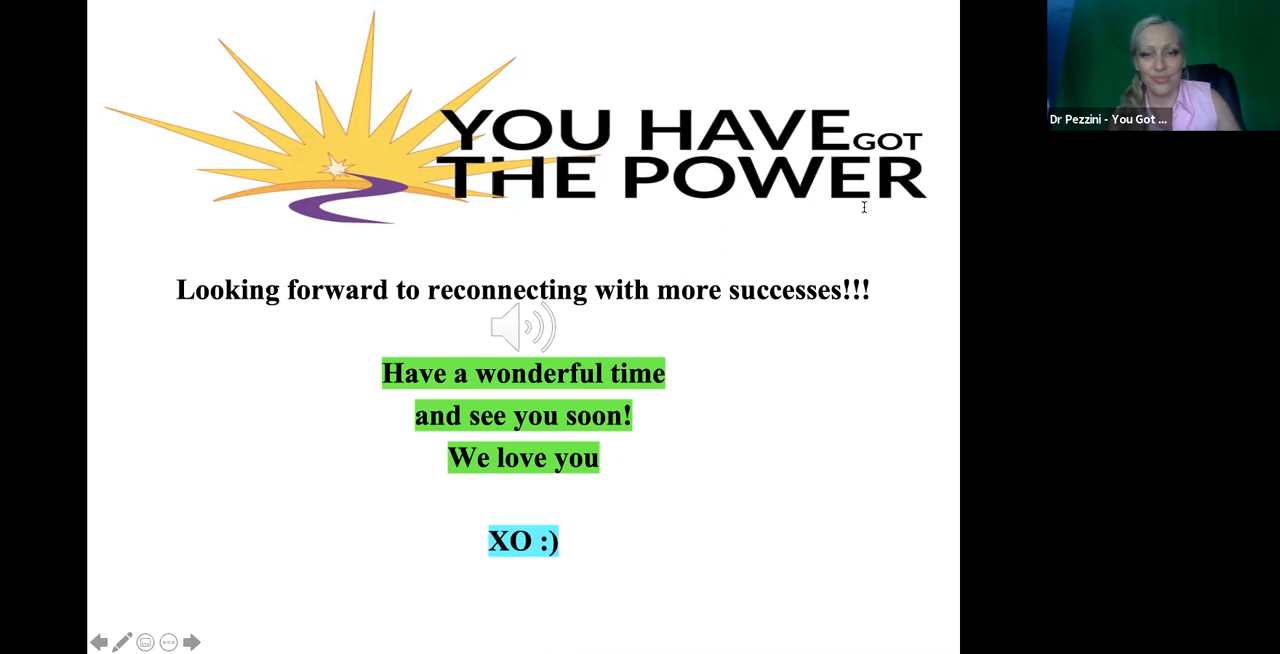 YOU HAVE GOT
THE POWER
Dr Pezzini - You Got ...
Looking forward to reconnecting with more successes!!!
Have a wonderful time
and see you soon!
We love you
XO :)